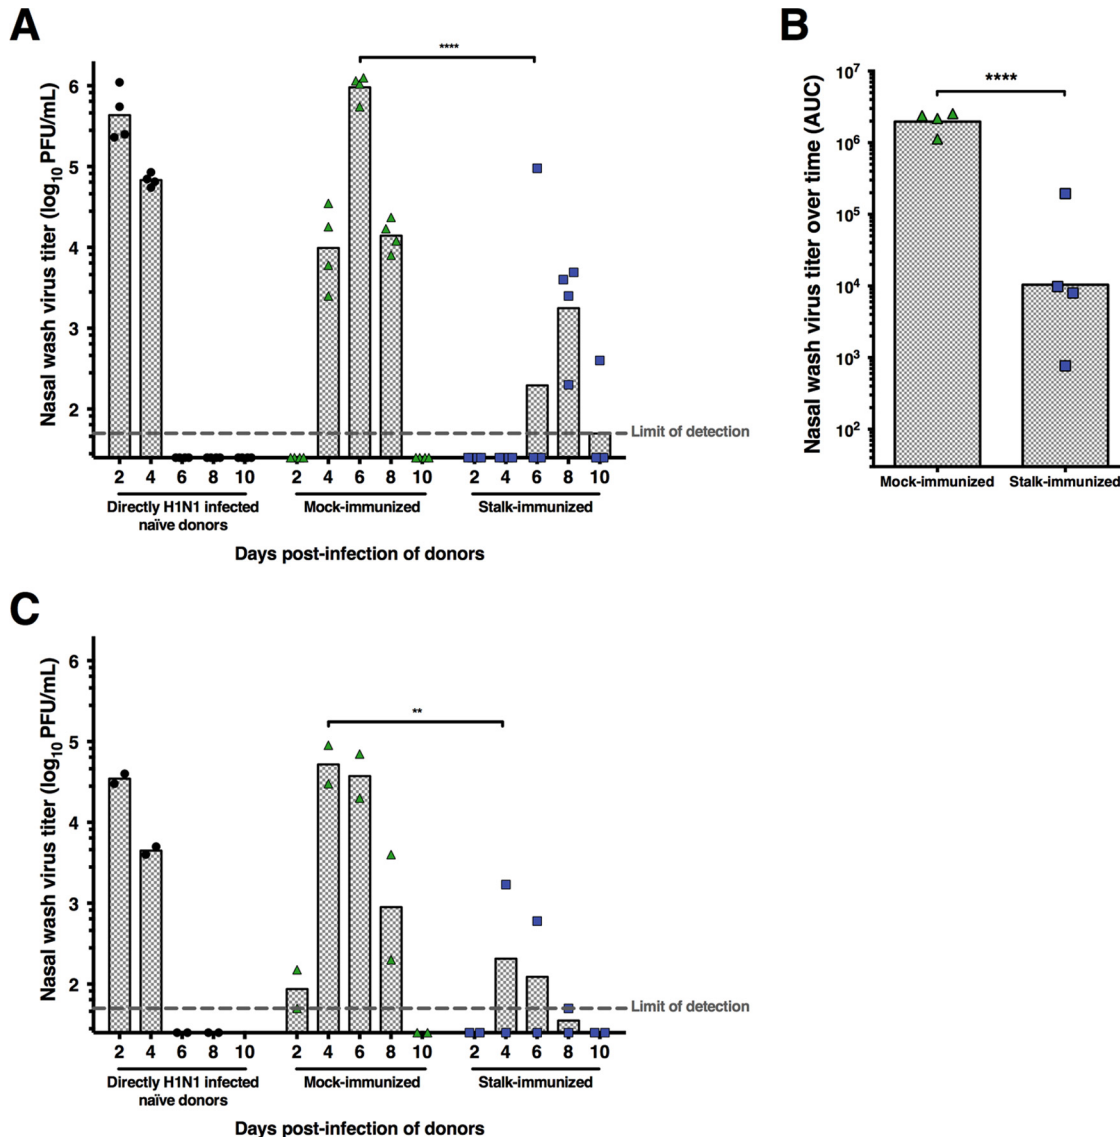 A
Nasal wash virus titer (log10 PFU/mL)
6
5
4
3
2
****
Limit of detection
2 4 6 8 10 2 4 6 8 10 2 4 6 8 10
Directly H1N1 infected
naïve donors
Mock-immunized
Stalk-immunized
Days post-infection of donors
B
Nasal wash virus titer over time (AUC)
10^7
10^6
10^5
10^4
10^3
10^2
****
Mock-immunized
Stalk-immunized
C
Nasal wash virus titer (log10 PFU/mL)
6
5
4
3
2
**
Limit of detection
2 4 6 8 10 2 4 6 8 10 2 4 6 8 10
Directly H1N1 infected
naïve donors
Mock-immunized
Stalk-immunized
Days post-infection of donors